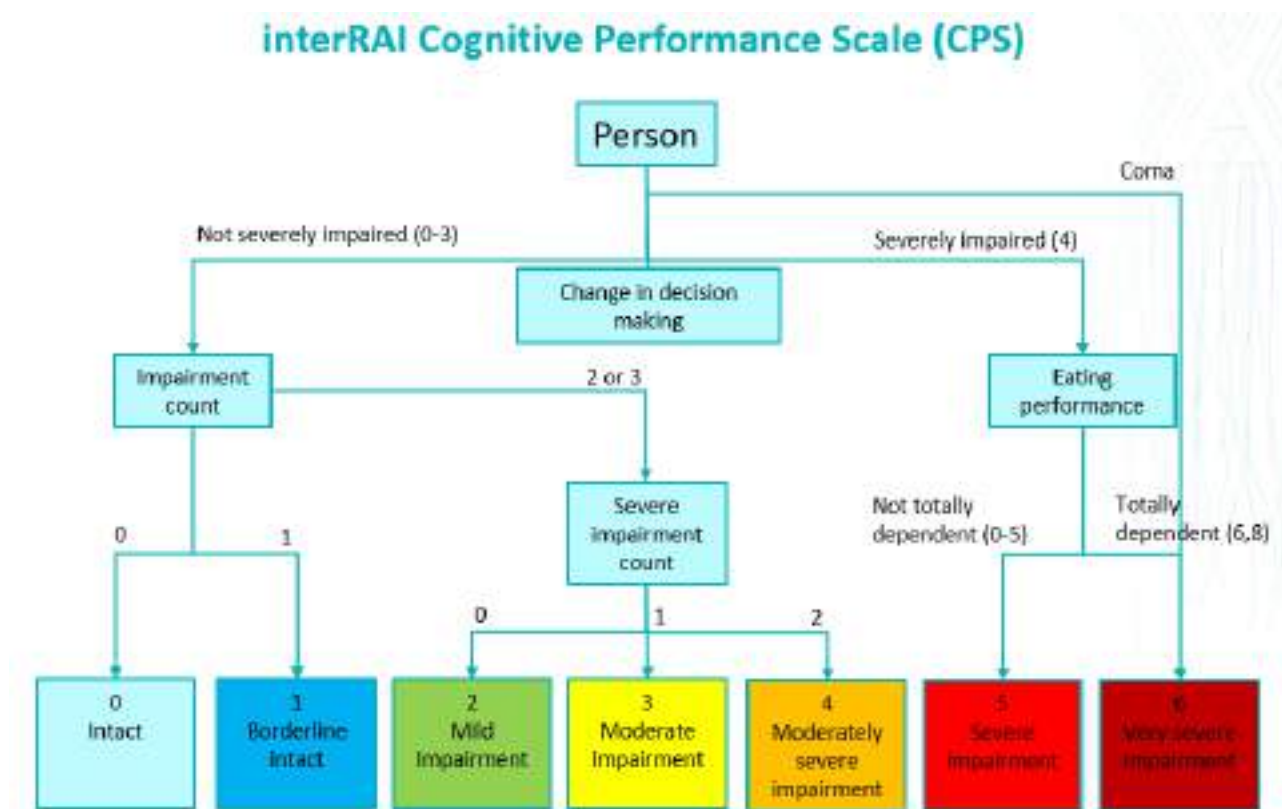 interRAI Cognitive Performance Scale (CPS)
Person
Coma
Not severely impaired (0-3)
Severely impaired (4)
Change in decision
making
Impairment
count
2 or 3
Eating
performance
Severe
impairment
count
Not totally
dependent (0-5)
Totally
dependent (6,8)
0
1
0
1
2
0
Intact
1
Borderline
intact
2
Mild
Impairment
3
Moderate
Impairment
4
Moderately
severe
impairment
5
Severe
impairment
6
Very severe
impairment